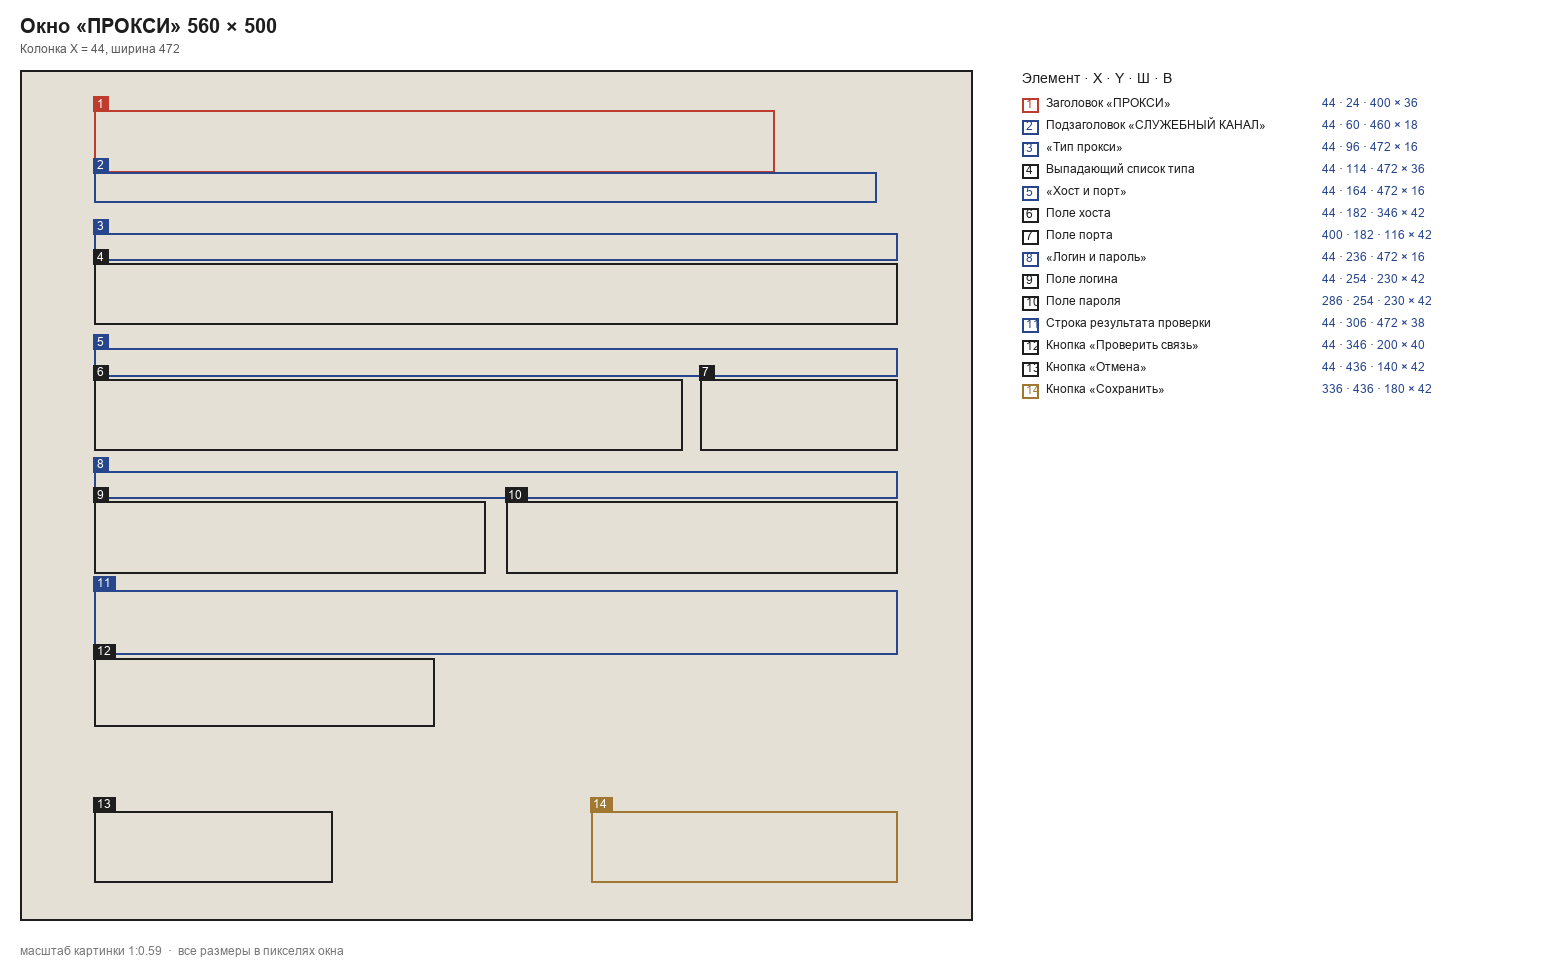 Окно «ПРОКСИ» 560 × 500
Колонка X = 44, ширина 472
1
2
3
4
5
6
7
8
9
10
11
12
13
14
Элемент · X · Y · Ш · В
1 Заголовок «ПРОКСИ» 44 · 24 · 400 × 36
2 Подзаголовок «СЛУЖЕБНЫЙ КАНАЛ» 44 · 60 · 460 × 18
3 «Тип прокси» 44 · 96 · 472 × 16
4 Выпадающий список типа 44 · 114 · 472 × 36
5 «Хост и порт» 44 · 164 · 472 × 16
6 Поле хоста 44 · 182 · 346 × 42
7 Поле порта 400 · 182 · 116 × 42
8 «Логин и пароль» 44 · 236 · 472 × 16
9 Поле логина 44 · 254 · 230 × 42
10 Поле пароля 286 · 254 · 230 × 42
11 Строка результата проверки 44 · 306 · 472 × 38
12 Кнопка «Проверить связь» 44 · 346 · 200 × 40
13 Кнопка «Отмена» 44 · 436 · 140 × 42
14 Кнопка «Сохранить» 336 · 436 · 180 × 42
масштаб картинки 1:0.59 · все размеры в пикселях окна